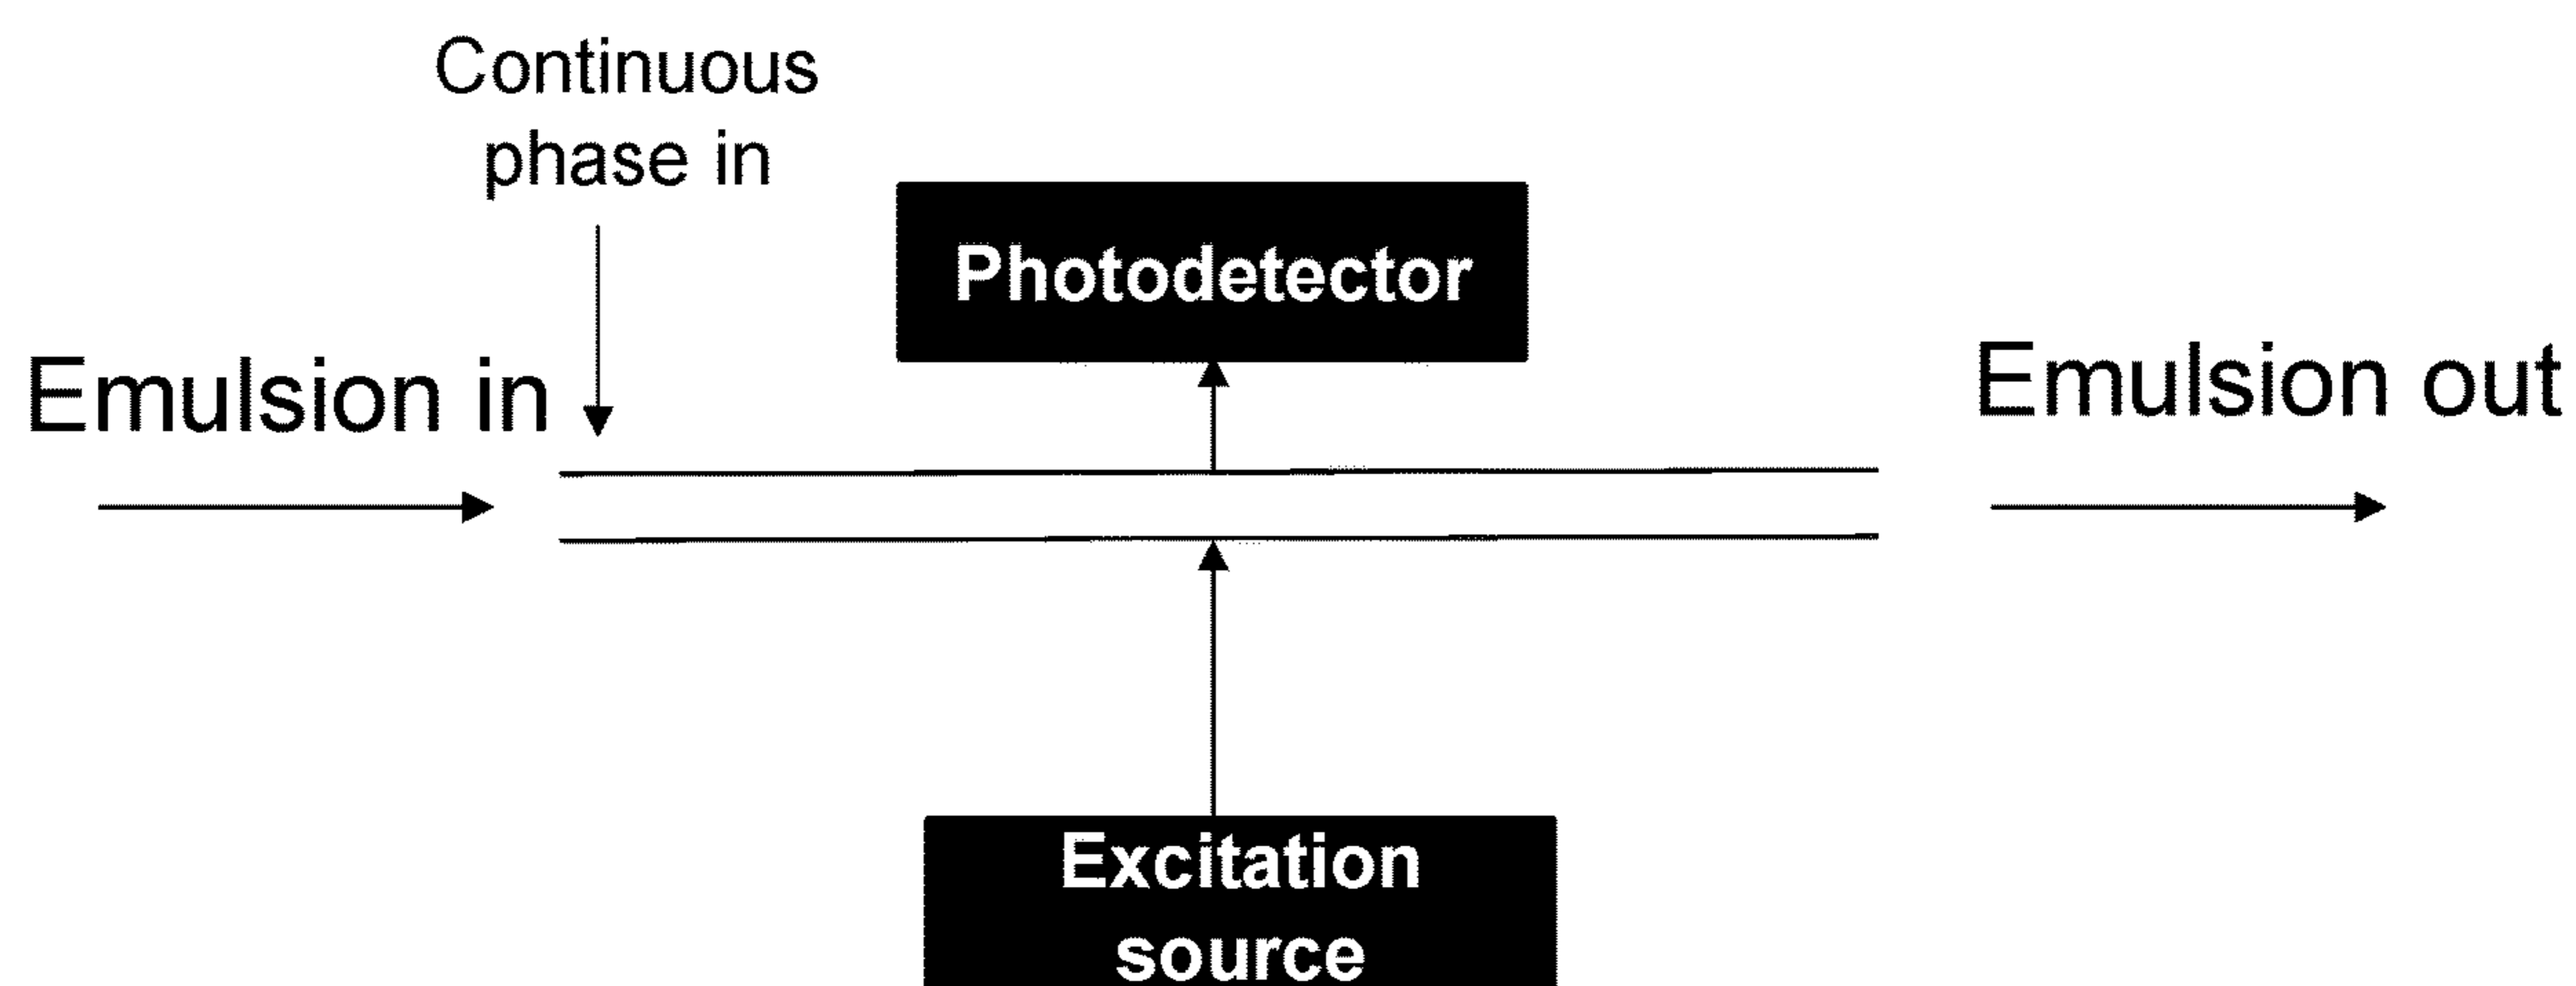 Continuous
phase in
Photodetector
Emulsion in
Emulsion out
Excitation
source